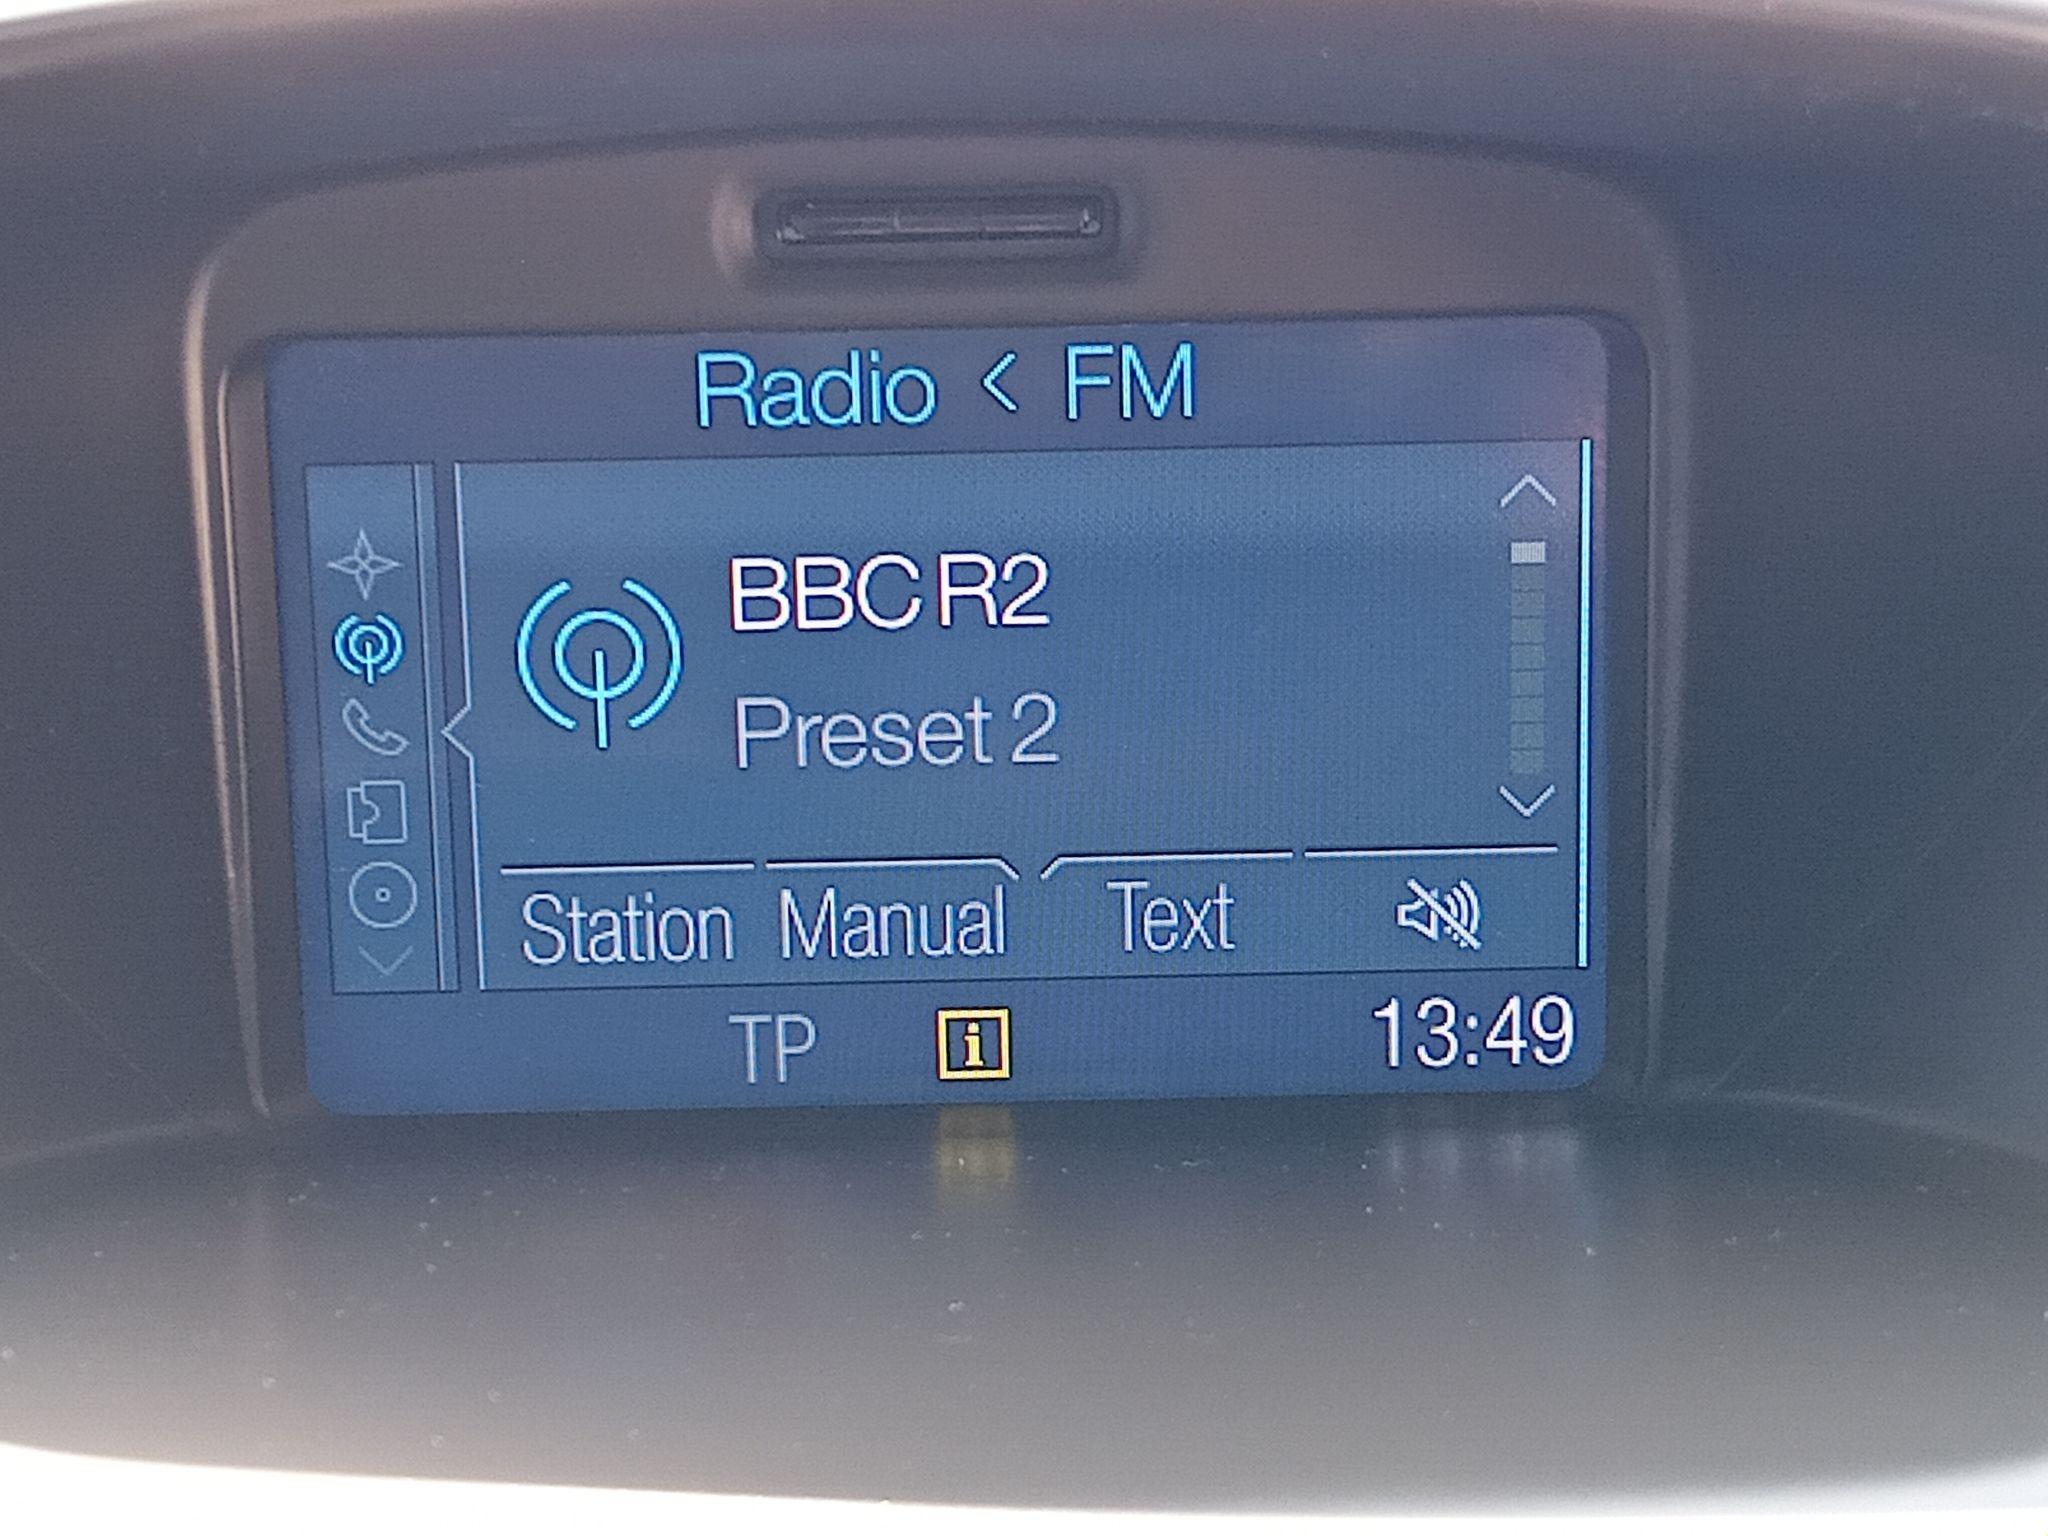 Radio < FM
BBC R2
Preset 2
Station Manual Text
TP i 13:49